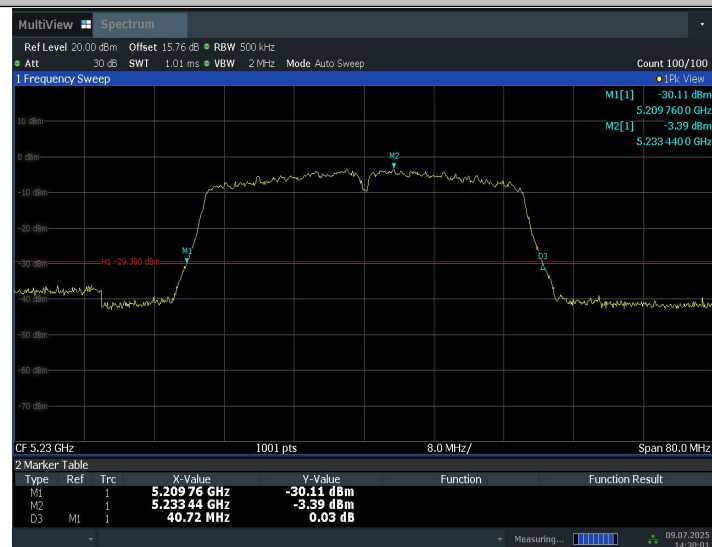 MultiView Spectrum
Ref Level 20.00 dBm Offset 15.76 dB RBW 500 kHz
Att 30 dB SWT 1.01 ms VBW 2 MHz Mode Auto Sweep Count 100/100
1 Frequency Sweep 1Pk View
M1[1] -30.11 dBm
5.209 760 0 GHz
M2[1] -3.39 dBm
5.233 440 0 GHz
10 dBm
0 dBm
M2
-10 dBm
-20 dBm
M1
H1 -29.390 dBm
D3
-30 dBm
-40 dBm
-50 dBm
-60 dBm
-70 dBm
CF 5.23 GHz 1001 pts 8.0 MHz/ Span 80.0 MHz
2 Marker Table
Type Ref Trc X-Value Y-Value Function Function Result
M1 1 5.209 76 GHz -30.11 dBm
M2 1 5.233 44 GHz -3.39 dBm
D3 M1 1 40.72 MHz 0.03 dB
Measuring... 09.07.2025
14:30:01